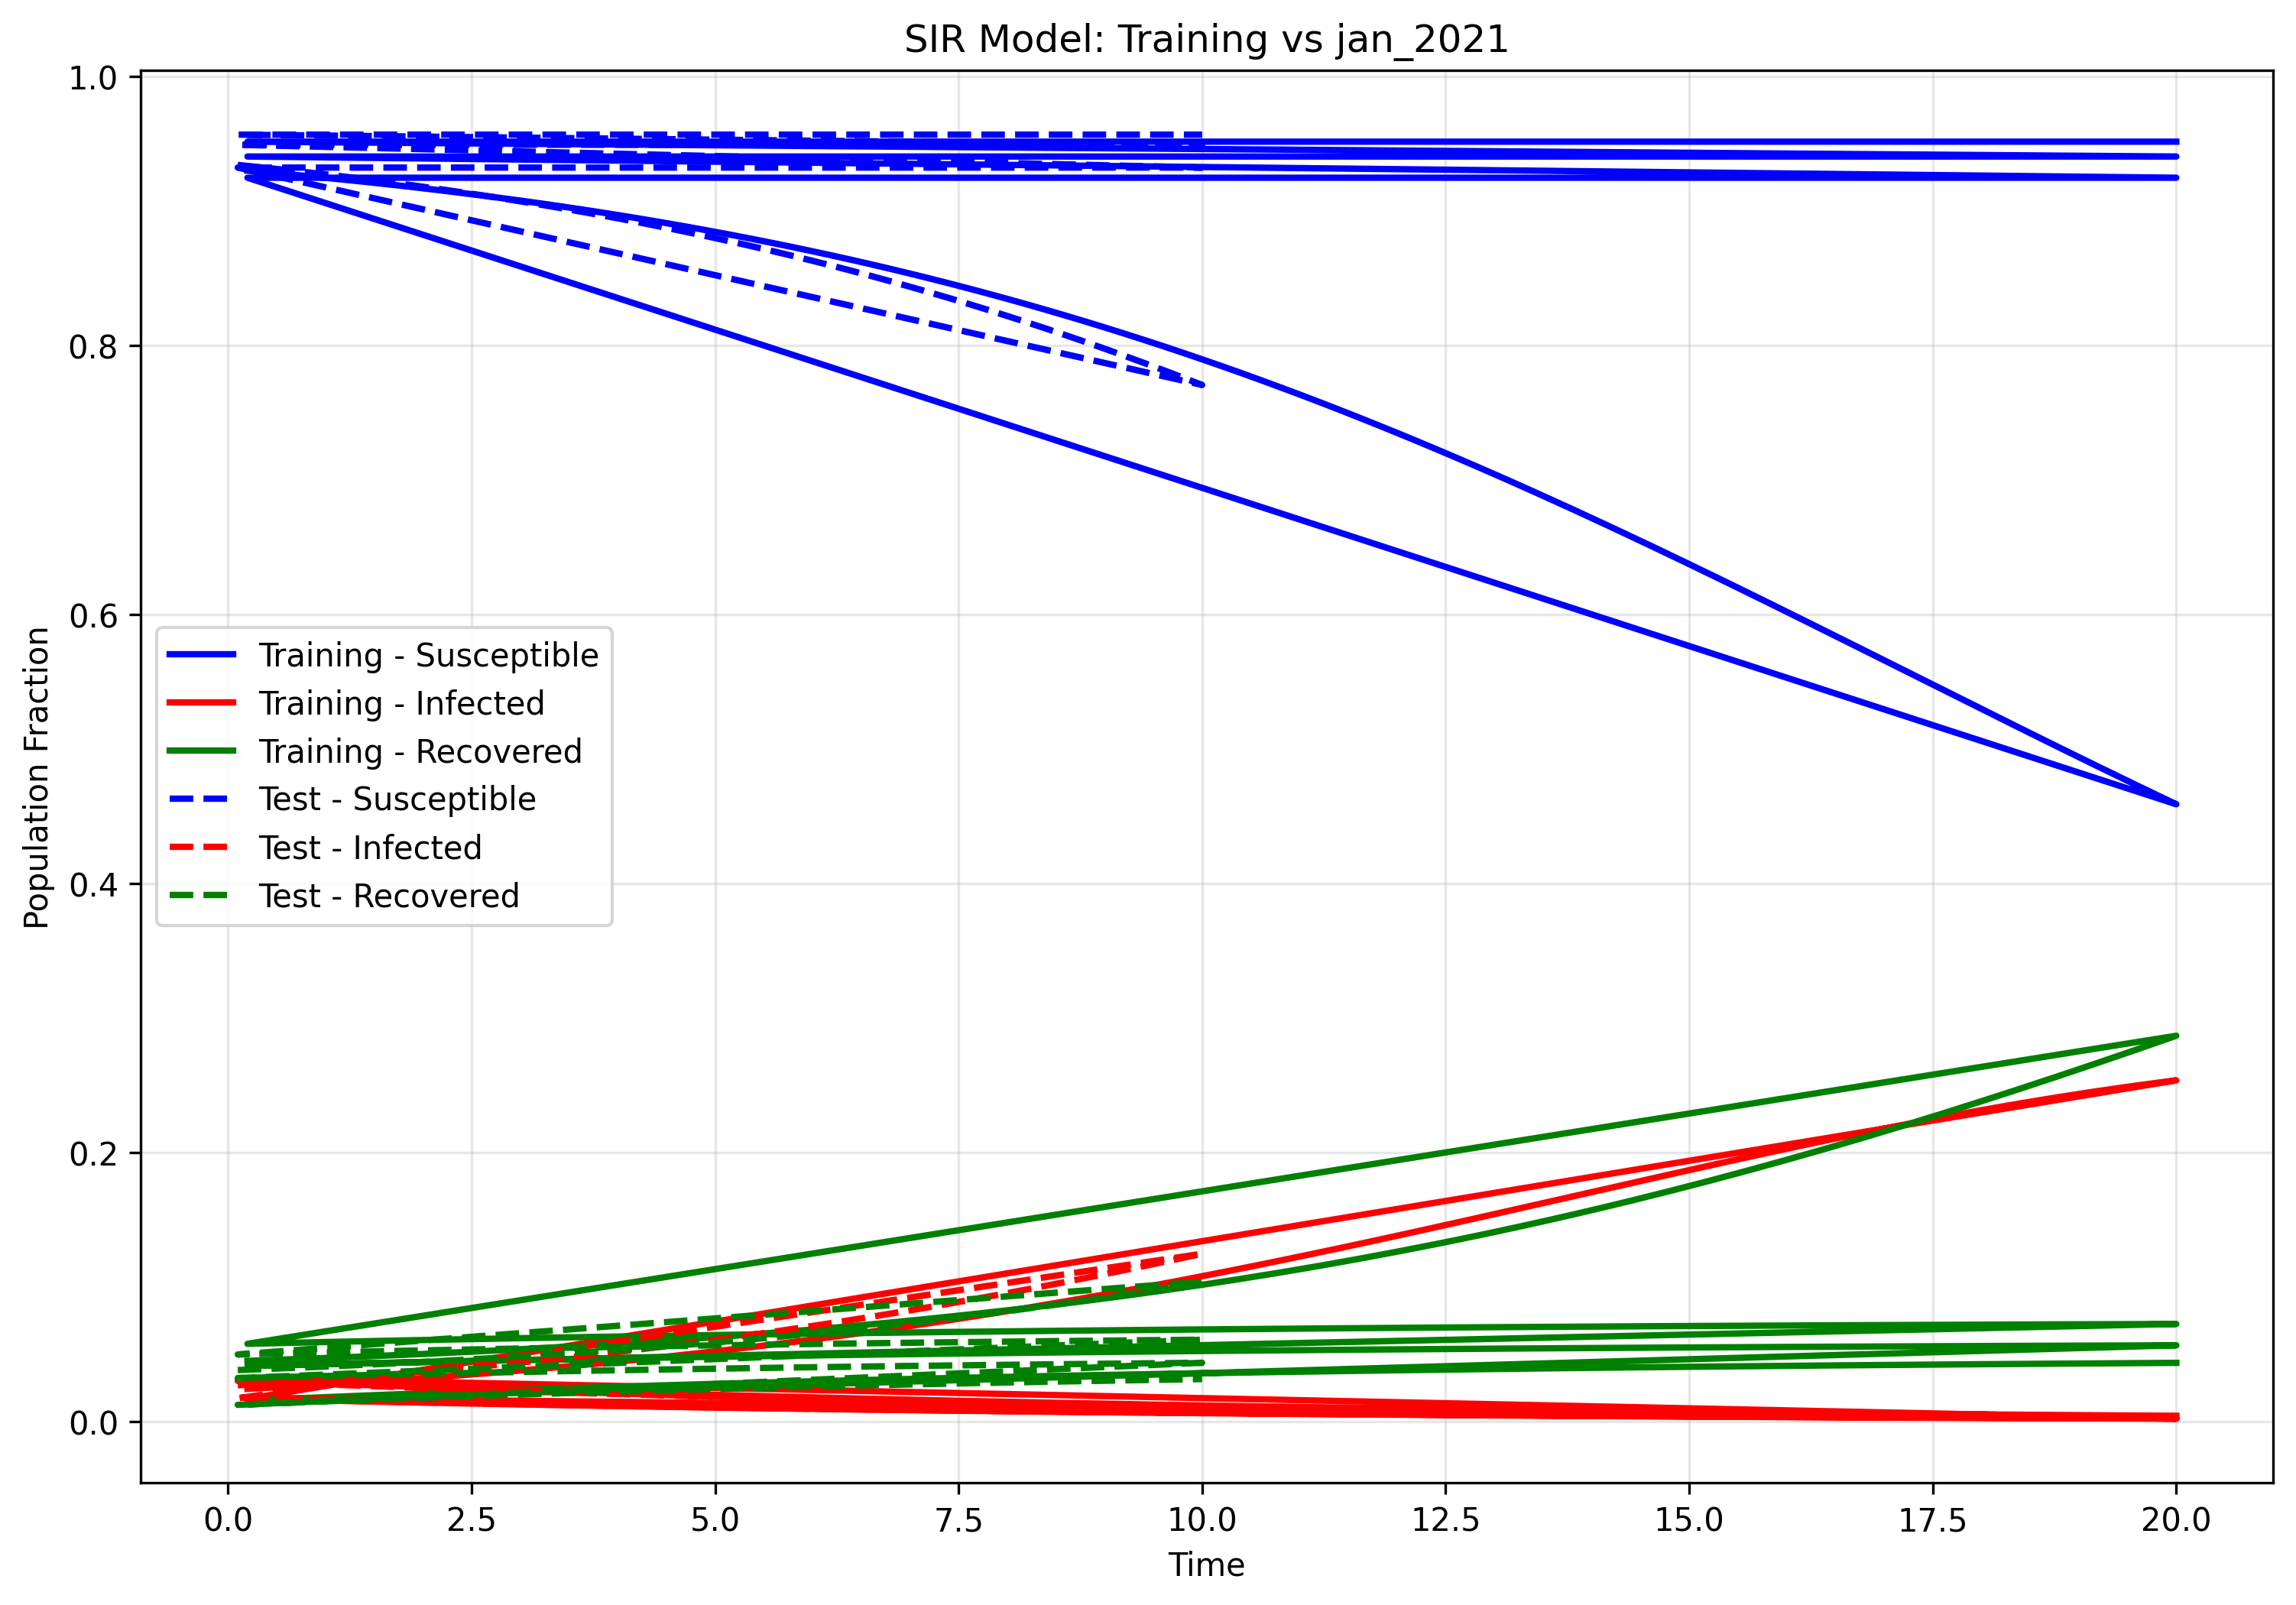 SIR Model: Training vs jan_2021
Population Fraction
1.0
0.8
0.6
0.4
0.2
0.0
Training - Susceptible
Training - Infected
Training - Recovered
Test - Susceptible
Test - Infected
Test - Recovered
0.0 2.5 5.0 7.5 10.0 12.5 15.0 17.5 20.0
Time